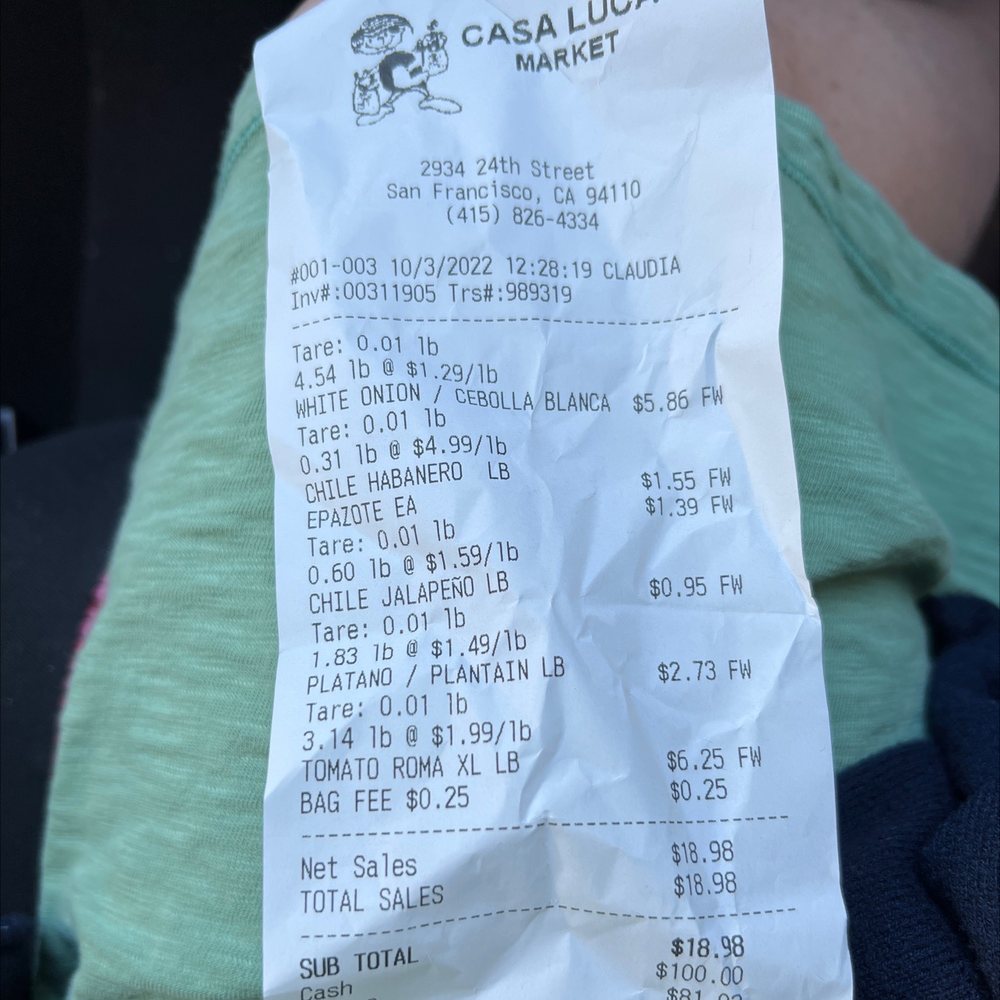 CASA LUCA
MARKET
2934 24th Street
San Francisco, CA 94110
(415) 826-4334
#001-003 10/3/2022 12:28:19 CLAUDIA
Inv#:00311905 Trs#:989319
Tare: 0.01 lb
4.54 lb @ $1.29/lb
WHITE ONION / CEBOLLA BLANCA $5.86 FW
Tare: 0.01 lb
0.31 lb @ $4.99/lb
CHILE HABANERO LB $1.55 FW
EPAZOTE EA $1.39 FW
Tare: 0.01 lb
0.60 lb @ $1.59/lb
CHILE JALAPEÑO LB $0.95 FW
Tare: 0.01 lb
1.83 lb @ $1.49/lb
PLATANO / PLANTAIN LB $2.73 FW
Tare: 0.01 lb
3.14 lb @ $1.99/lb
TOMATO ROMA XL LB $6.25 FW
BAG FEE $0.25 $0.25
Net Sales $18.98
TOTAL SALES $18.98
SUB TOTAL $18.98
Cash $100.00